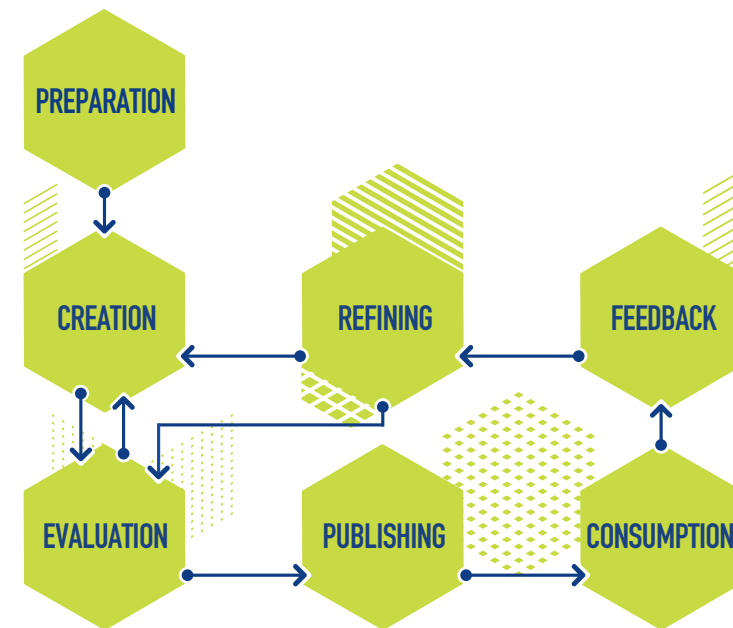 PREPARATION
CREATION
REFINING
FEEDBACK
EVALUATION
PUBLISHING
CONSUMPTION